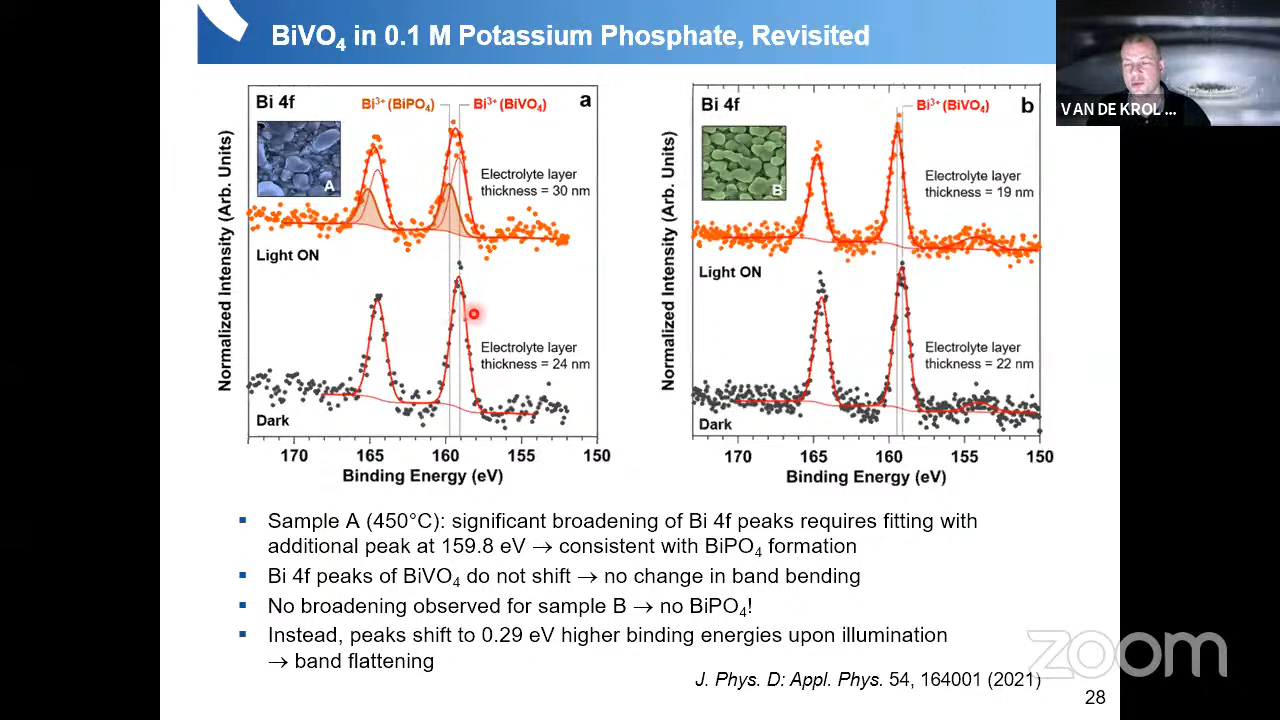 BiVO₄ in 0.1 M Potassium Phosphate, Revisited
VAN DE KROL ...
Bi 4f
Bi³⁺ (BiPO₄)
Bi³⁺ (BiVO₄)
a
A
Electrolyte layer
thickness = 30 nm
Light ON
Electrolyte layer
thickness = 24 nm
Dark
Normalized Intensity (Arb. Units)
170 165 160 155 150
Binding Energy (eV)
Bi 4f
Bi³⁺ (BiVO₄)
b
B
Electrolyte layer
thickness = 19 nm
Light ON
Electrolyte layer
thickness = 22 nm
Dark
Normalized Intensity (Arb. Units)
170 165 160 155 150
Binding Energy (eV)
▪ Sample A (450°C): significant broadening of Bi 4f peaks requires fitting with
additional peak at 159.8 eV → consistent with BiPO₄ formation
▪ Bi 4f peaks of BiVO₄ do not shift → no change in band bending
▪ No broadening observed for sample B → no BiPO₄!
▪ Instead, peaks shift to 0.29 eV higher binding energies upon illumination
→ band flattening
J. Phys. D: Appl. Phys. 54, 164001 (2021)
zoom
28